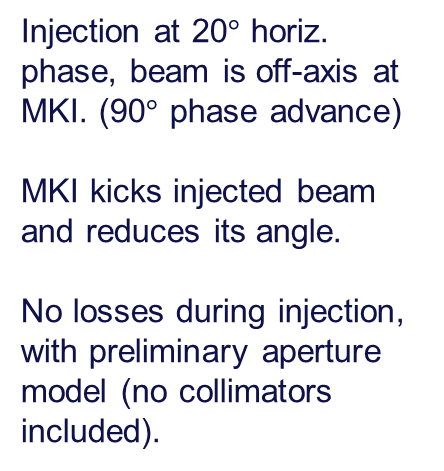 Injection at 20° horiz.
phase, beam is off-axis at
MKI. (90° phase advance)
MKI kicks injected beam
and reduces its angle.
No losses during injection,
with preliminary aperture
model (no collimators
included).